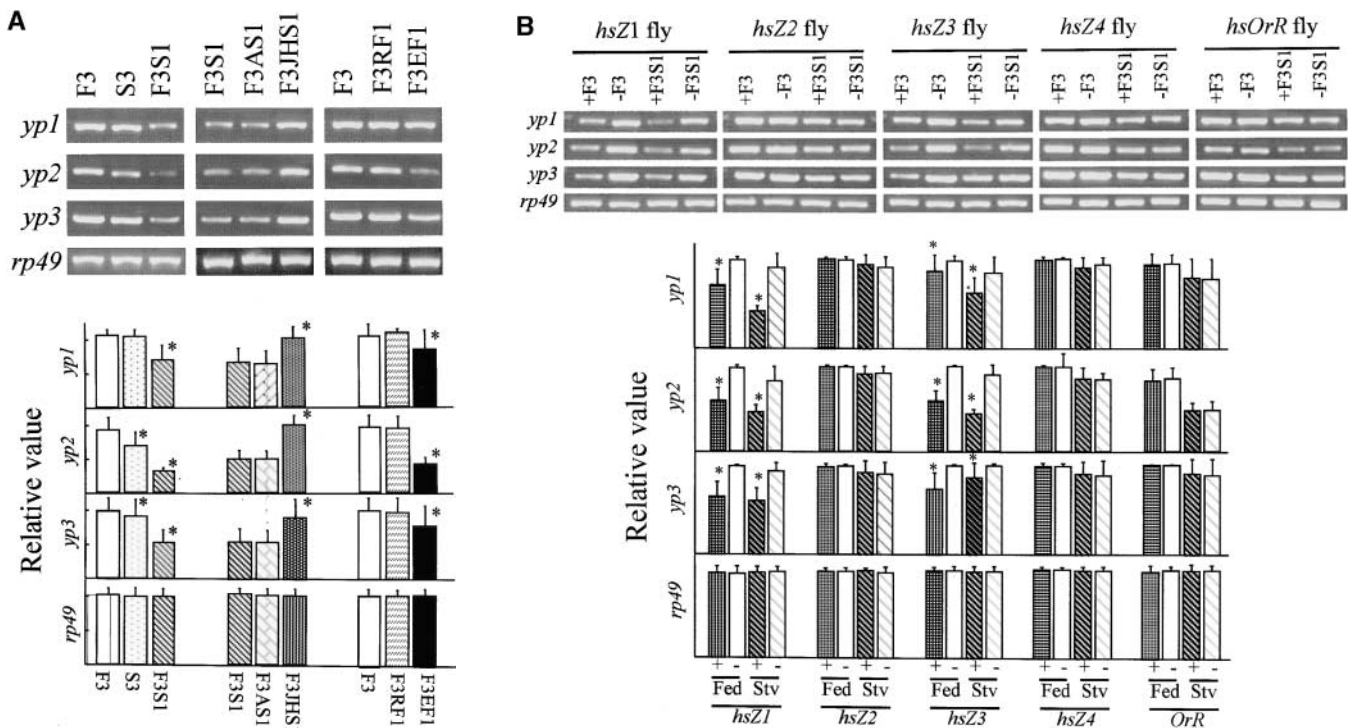 A
F3
S3
F3S1
F3S1
F3AS1
F3JHS1
F3
F3RF1
F3EF1
yp1
yp2
yp3
rp49
Relative value
yp1
*
*
*
yp2
*
*
*
*
yp3
*
*
*
*
rp49
F3
S3
F3S1
F3S1
F3AS1
F3JHS1
F3
F3RF1
F3EF1
B
hsZ1 fly
hsZ2 fly
hsZ3 fly
hsZ4 fly
hsOrR fly
+F3
-F3
+F3S1
-F3S1
+F3
-F3
+F3S1
-F3S1
+F3
-F3
+F3S1
-F3S1
+F3
-F3
+F3S1
-F3S1
+F3
-F3
+F3S1
-F3S1
yp1
yp2
yp3
rp49
Relative value
yp1
*
*
*
*
yp2
*
*
*
*
yp3
*
*
*
*
rp49
+ - + - + - + - + - + - + - + - + - + -
Fed Stv Fed Stv Fed Stv Fed Stv Fed Stv
hsZ1 hsZ2 hsZ3 hsZ4 OrR